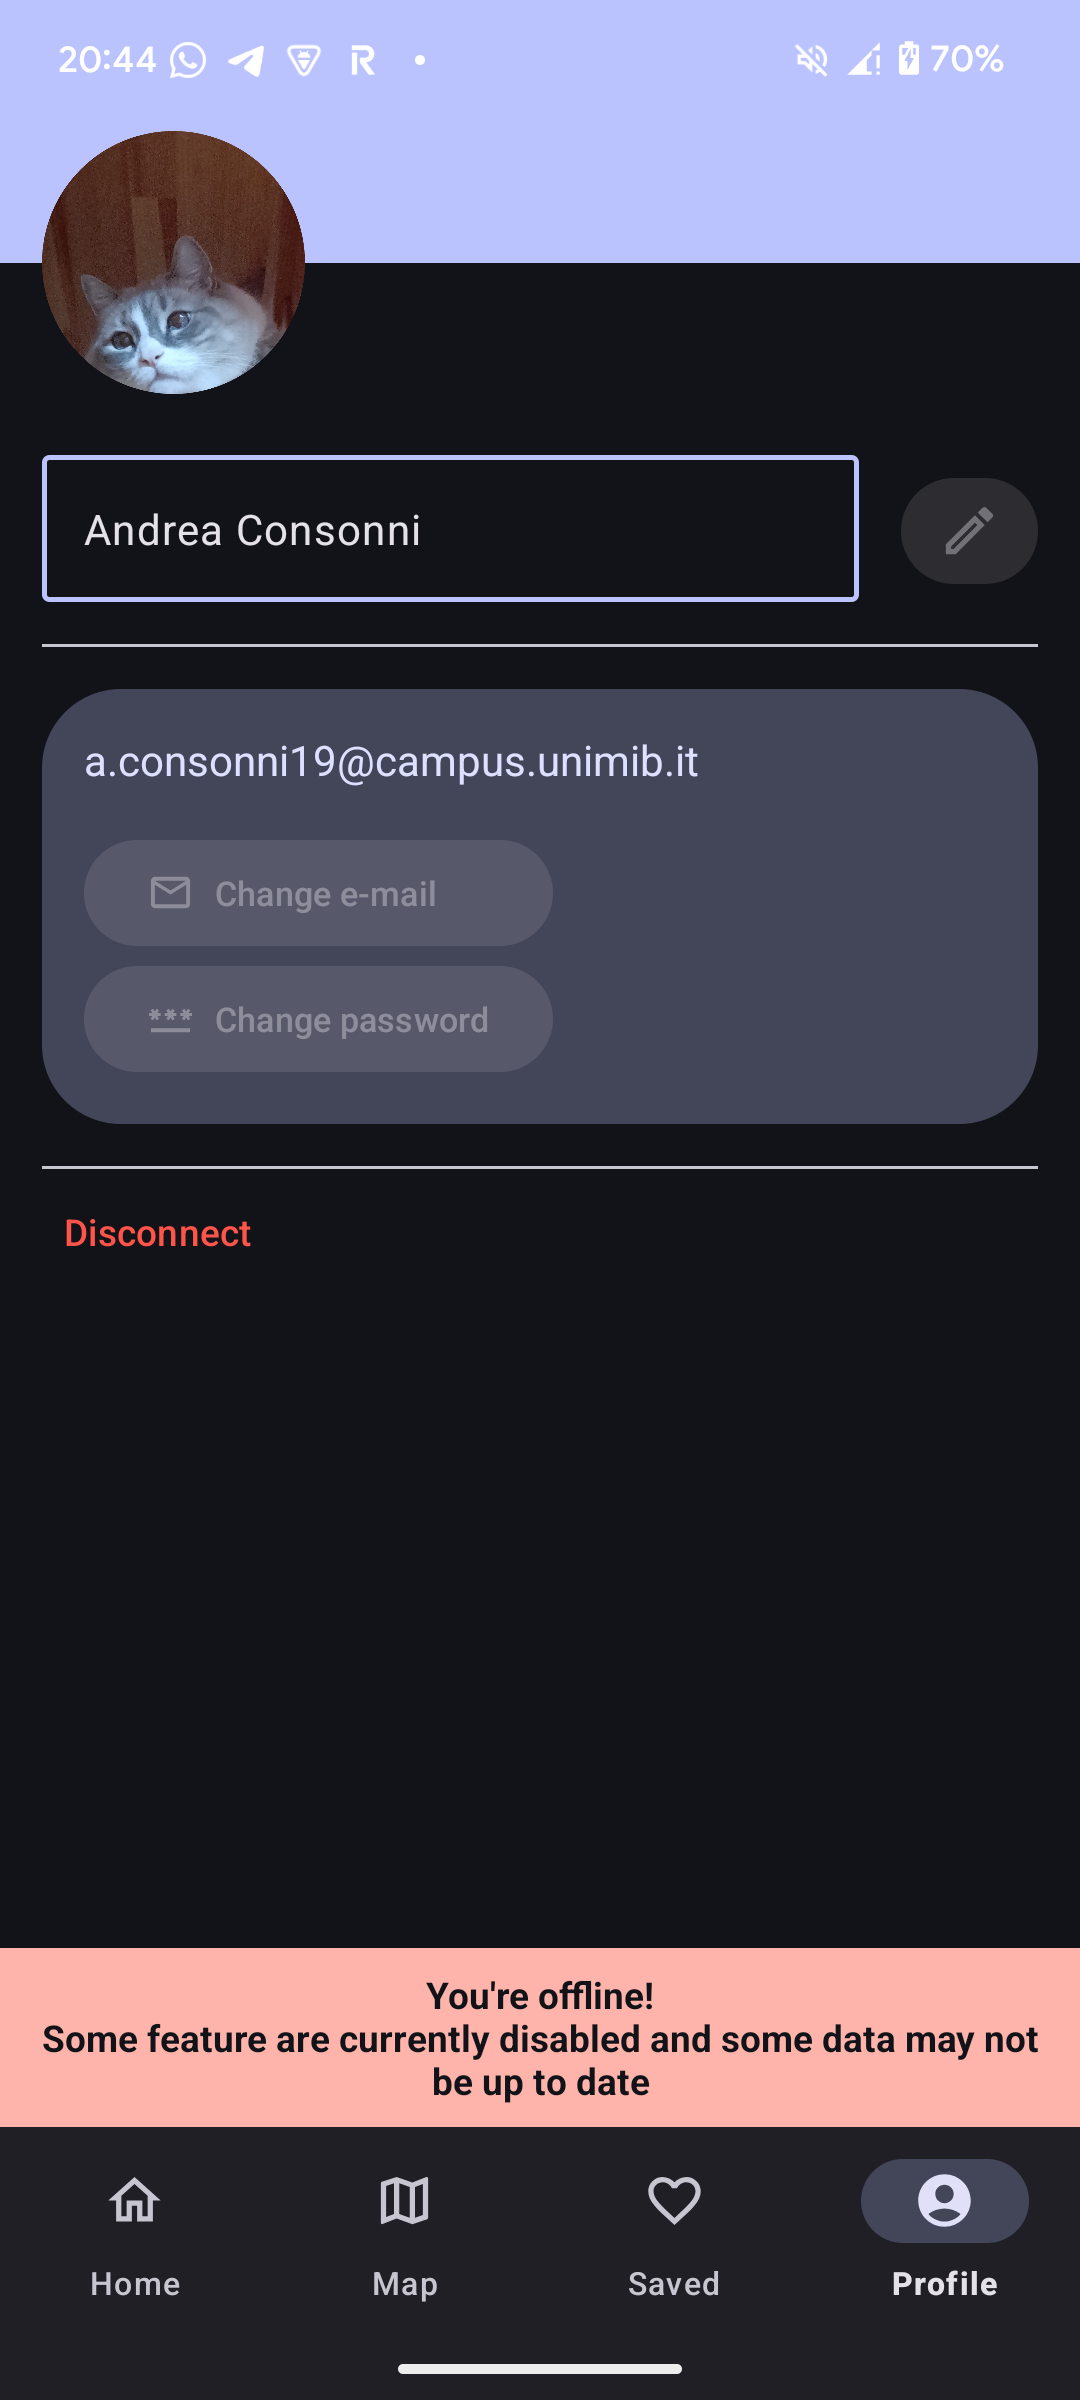 20:44
70%
Andrea Consonni
a.consonni19@campus.unimib.it
Change e-mail
*** Change password
Disconnect
You're offline!
Some feature are currently disabled and some data may not
be up to date
Home Map Saved Profile